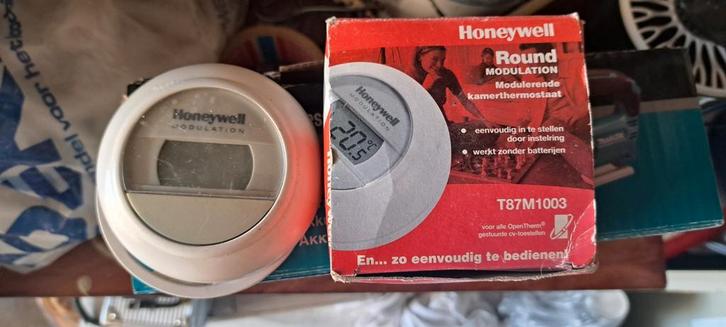 Honeywell
MODULATION
Honeywell
Round
MODULATION
Modulerende
kamerthermostaat
• eenvoudig in te stellen
door instelring
• werkt zonder batterijen
Honeywell
MODULATION
20.5 °C
T87M1003
voor alle OpenTherm®
gestuurde cv-toestellen
En... zo eenvoudig te bedienen!